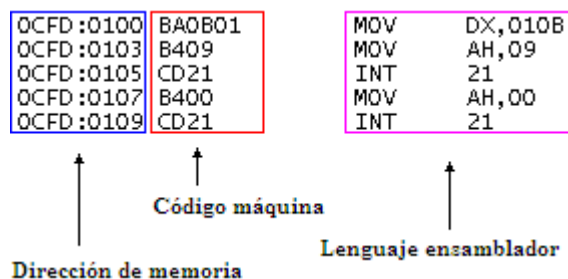 0CFD:0100 BA0B01 MOV DX,010B
0CFD:0103 B409 MOV AH,09
0CFD:0105 CD21 INT 21
0CFD:0107 B400 MOV AH,00
0CFD:0109 CD21 INT 21
Código máquina
Lenguaje ensamblador
Dirección de memoria